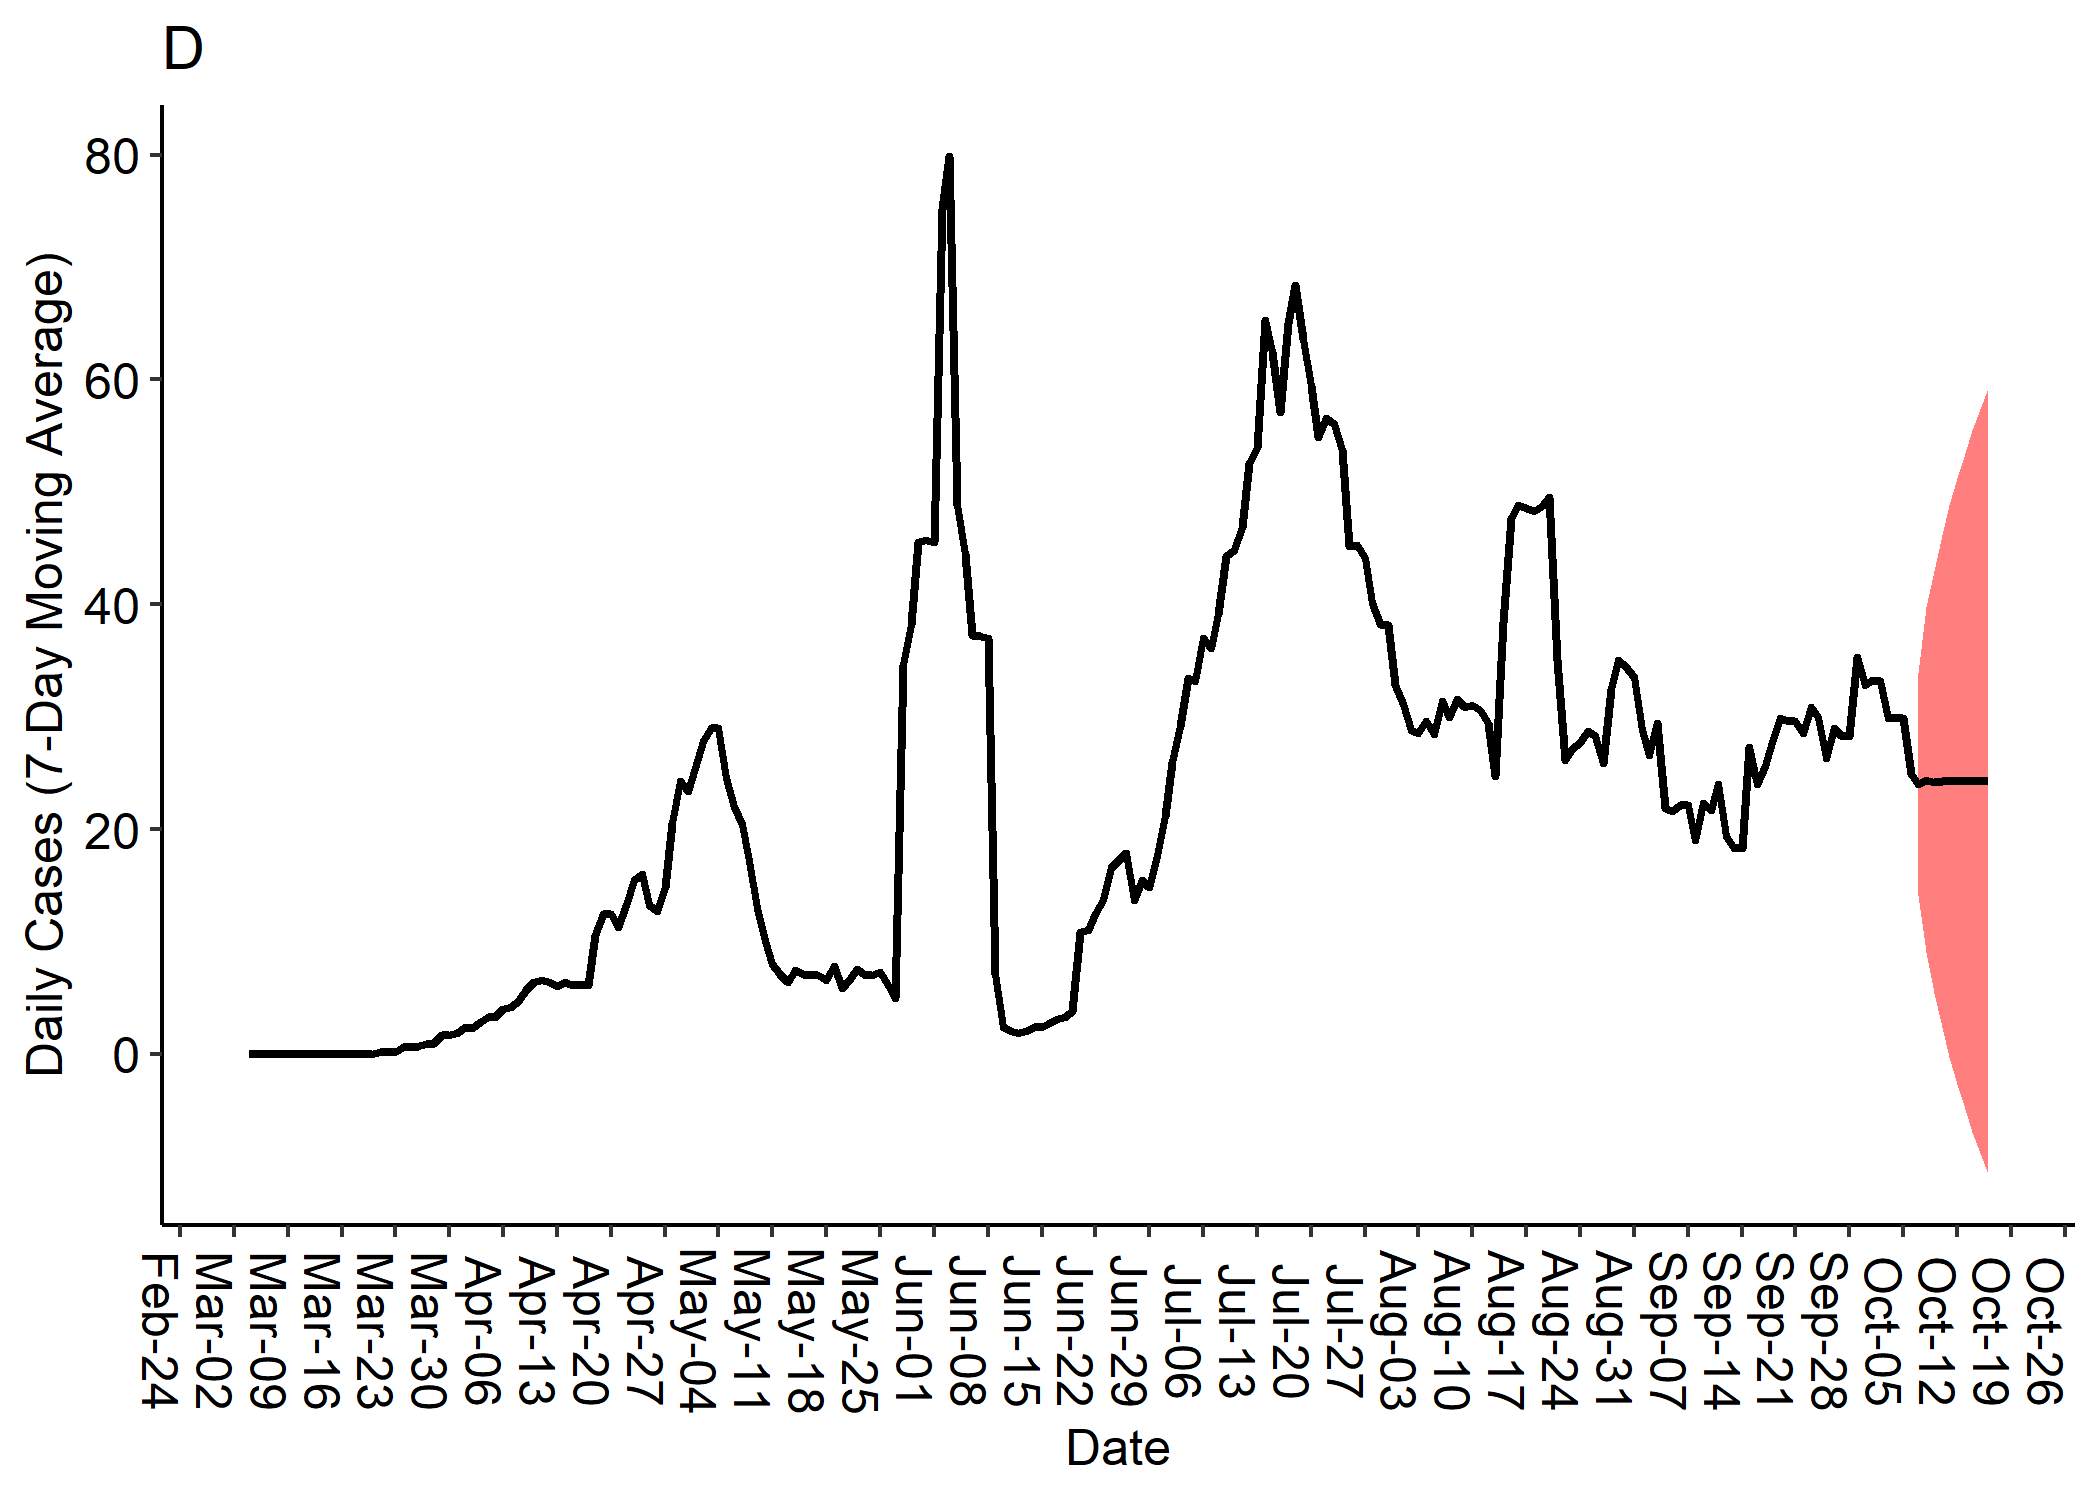 D
Daily Cases (7-Day Moving Average)
80
60
40
20
0
Feb-24
Mar-02
Mar-09
Mar-16
Mar-23
Mar-30
Apr-06
Apr-13
Apr-20
Apr-27
May-04
May-11
May-18
May-25
Jun-01
Jun-08
Jun-15
Jun-22
Jun-29
Jul-06
Jul-13
Jul-20
Jul-27
Aug-03
Aug-10
Aug-17
Aug-24
Aug-31
Sep-07
Sep-14
Sep-21
Sep-28
Oct-05
Oct-12
Oct-19
Oct-26
Date